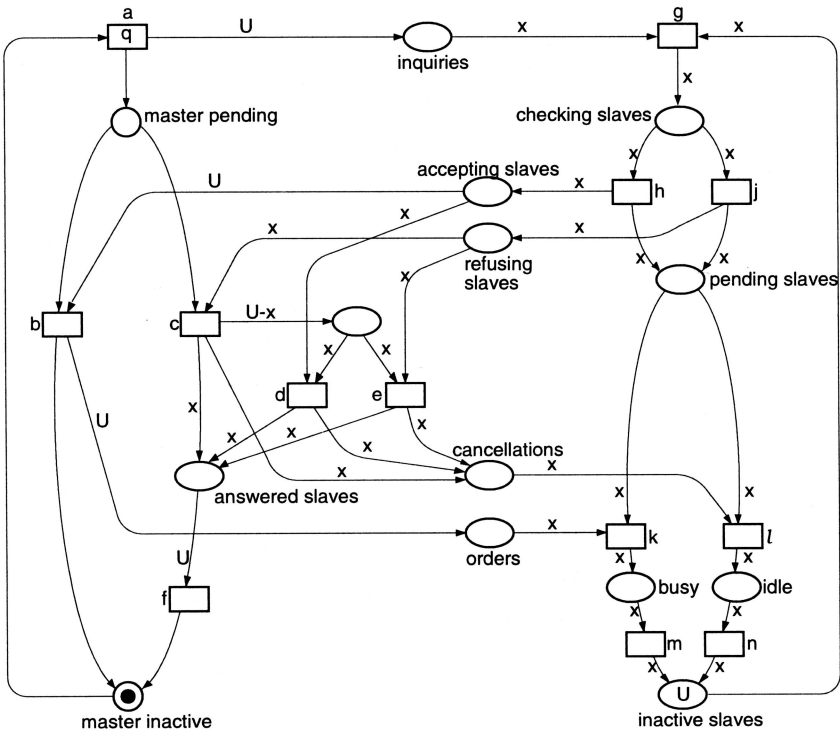 a
g
q
U
x
x
inquiries
x
master pending
checking slaves
x
x
accepting slaves
U
x
h
j
x
x
x
refusing
slaves
x
x
x
pending slaves
b
c
U-x
x
x
d
e
x
U
x
x
x
x
cancellations
x
x
answered slaves
x
x
x
orders
k
l
U
x
x
f
busy
idle
x
x
m
n
x
x
U
master inactive
inactive slaves